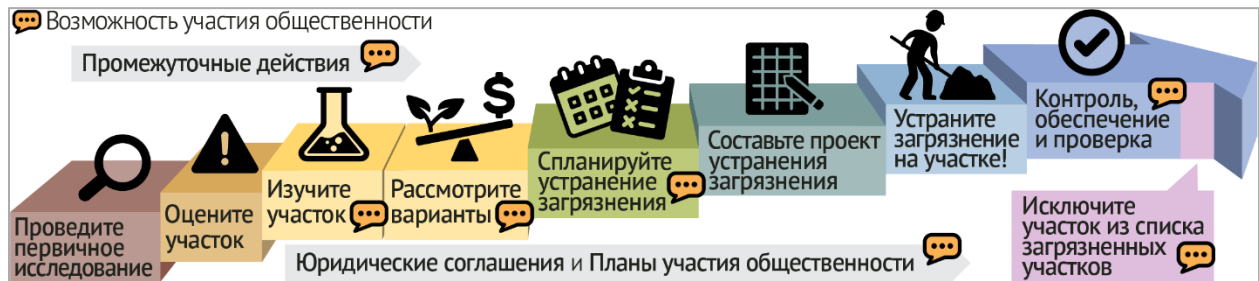 Возможность участия общественности
Промежуточные действия
Проведите
первичное
исследование
Оцените
участок
Изучите
участок
$
Рассмотрите
варианты
Спланируйте
устранение
загрязнения
Составьте проект
устранения
загрязнения
Устраните
загрязнение
на участке!
Контроль,
обеспечение
и проверка
Исключите
участок из списка
загрязненных
участков
Юридические соглашения и Планы участия общественности